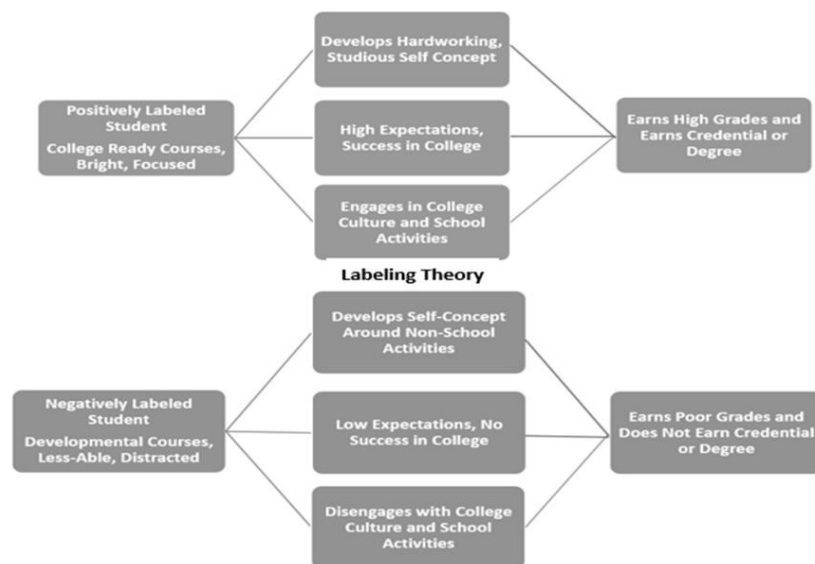 Develops Hardworking,
Studious Self Concept
Positively Labeled
Student
College Ready Courses,
Bright, Focused
High Expectations,
Success in College
Earns High Grades and
Earns Credential or
Degree
Engages in College
Culture and School
Activities
Labeling Theory
Develops Self-Concept
Around Non-School
Activities
Negatively Labeled
Student
Developmental Courses,
Less-Able, Distracted
Low Expectations, No
Success in College
Earns Poor Grades and
Does Not Earn Credential
or Degree
Disengages with College
Culture and School
Activities